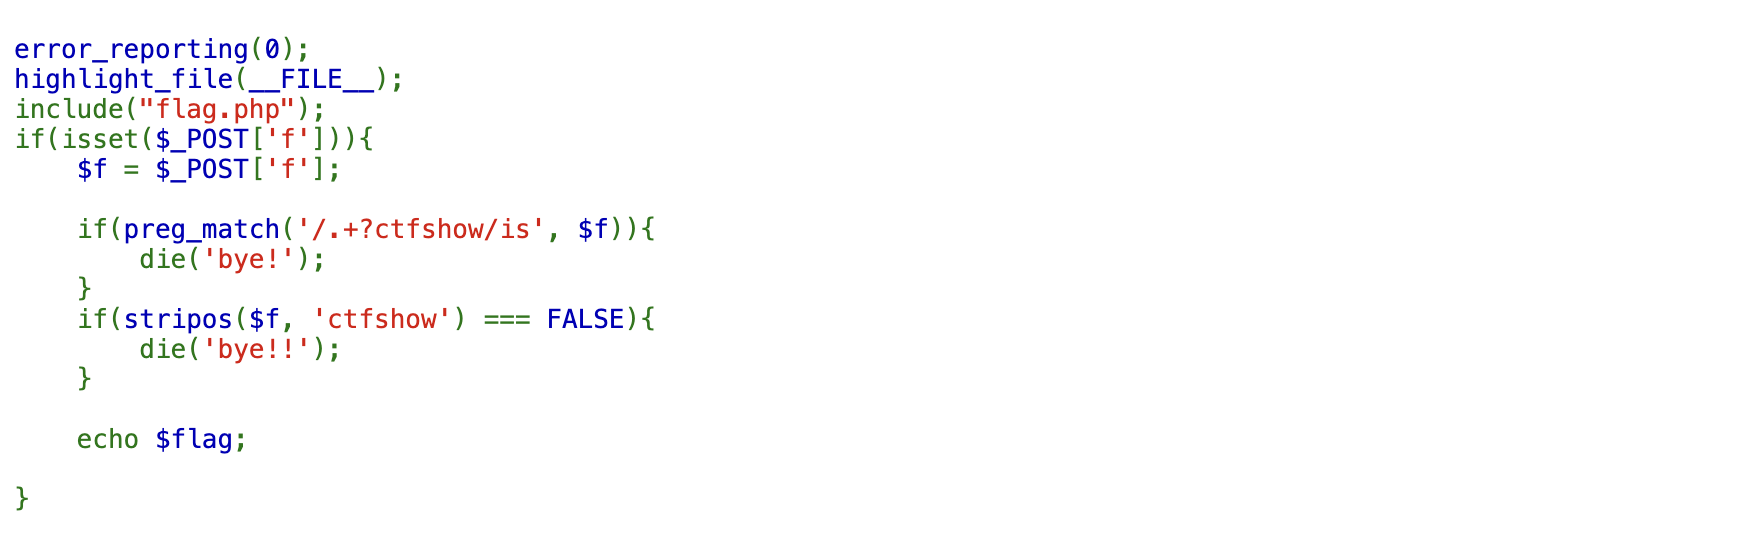 error_reporting(0);
highlight_file(__FILE__);
include("flag.php");
if(isset($_POST['f'])){
    $f = $_POST['f'];
    if(preg_match('/.+?ctfshow/is', $f)){
        die('bye!');
    }
    if(stripos($f, 'ctfshow') === FALSE){
        die('bye!!');
    }
    echo $flag;
}